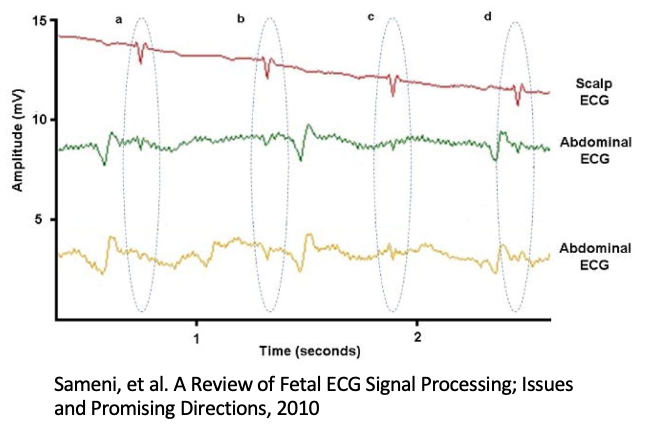 a b c d
15
10
5
Amplitude (mV)
Scalp
ECG
Abdominal
ECG
Abdominal
ECG
1 2
Time (seconds)
Sameni, et al. A Review of Fetal ECG Signal Processing; Issues
and Promising Directions, 2010